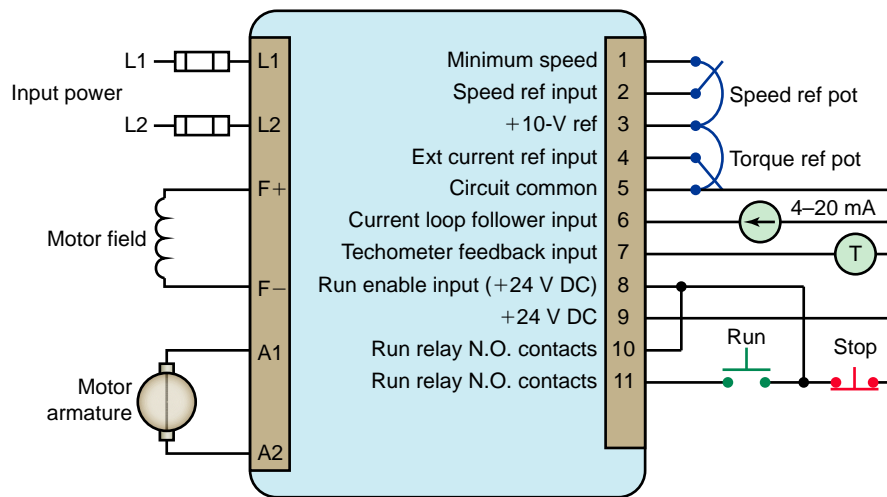 L1
L1
Input power
L2
L2
F+
Motor field
F−
A1
Motor
armature
A2
Minimum speed
1
Speed ref input
2
Speed ref pot
+10-V ref
3
Ext current ref input
4
Torque ref pot
Circuit common
5
Current loop follower input
6
4–20 mA
Techometer feedback input
7
T
Run enable input (+24 V DC)
8
+24 V DC
9
Run relay N.O. contacts
10
Run
Stop
Run relay N.O. contacts
11